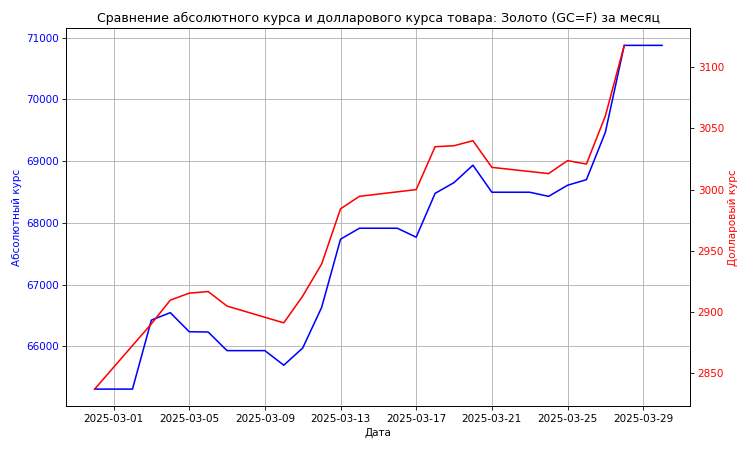 Сравнение абсолютного курса и долларового курса товара: Золото (GC=F) за месяц
71000
70000
69000
68000
67000
66000
Абсолютный курс
3100
3050
3000
2950
2900
2850
Долларовый курс
2025-03-01 2025-03-05 2025-03-09 2025-03-13 2025-03-17 2025-03-21 2025-03-25 2025-03-29
Дата